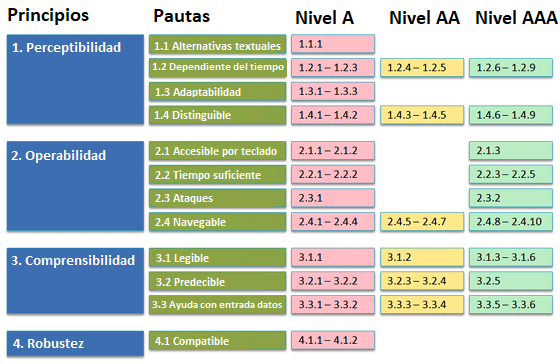 Principios Pautas Nivel A Nivel AA Nivel AAA
1. Perceptibilidad 1.1 Alternativas textuales 1.1.1
1.2 Dependiente del tiempo 1.2.1 – 1.2.3 1.2.4 – 1.2.5 1.2.6 – 1.2.9
1.3 Adaptabilidad 1.3.1 – 1.3.3
1.4 Distinguible 1.4.1 – 1.4.2 1.4.3 – 1.4.5 1.4.6 – 1.4.9
2. Operabilidad 2.1 Accesible por teclado 2.1.1 – 2.1.2 2.1.3
2.2 Tiempo suficiente 2.2.1 – 2.2.2 2.2.3 – 2.2.5
2.3 Ataques 2.3.1 2.3.2
2.4 Navegable 2.4.1 – 2.4.4 2.4.5 – 2.4.7 2.4.8 – 2.4.10
3. Comprensibilidad 3.1 Legible 3.1.1 3.1.2 3.1.3 – 3.1.6
3.2 Predecible 3.2.1 – 3.2.2 3.2.3 – 3.2.4 3.2.5
3.3 Ayuda con entrada datos 3.3.1 – 3.3.2 3.3.3 – 3.3.4 3.3.5 – 3.3.6
4. Robustez 4.1 Compatible 4.1.1 – 4.1.2